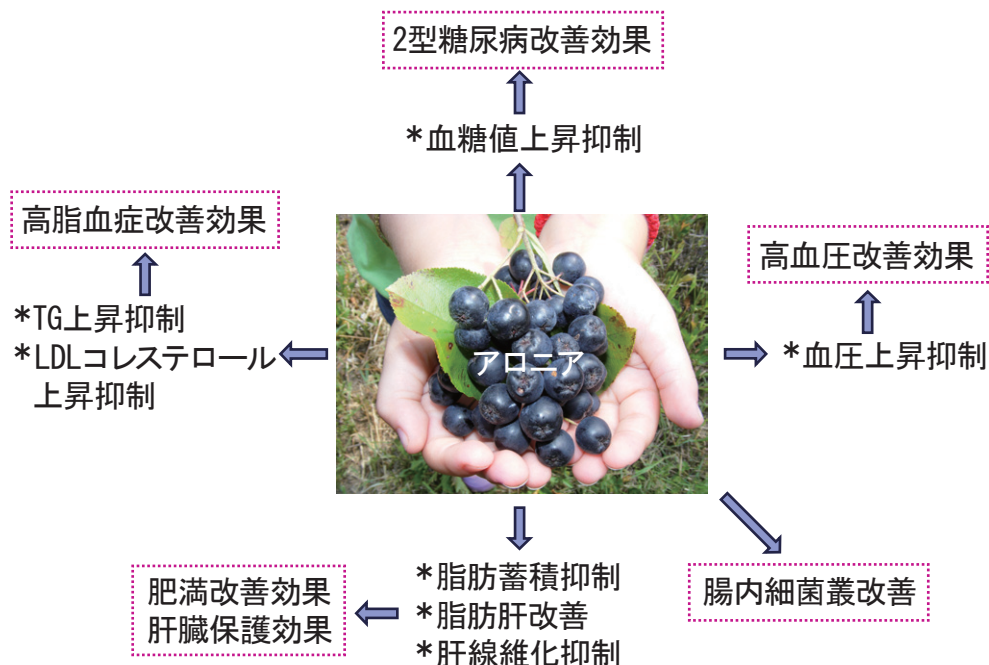 2型糖尿病改善効果
*血糖値上昇抑制
高脂血症改善効果
*TG上昇抑制
*LDLコレステロール
上昇抑制
アロニア
高血圧改善効果
*血圧上昇抑制
肥満改善効果
肝臓保護効果
*脂肪蓄積抑制
*脂肪肝改善
*肝線維化抑制
腸内細菌叢改善